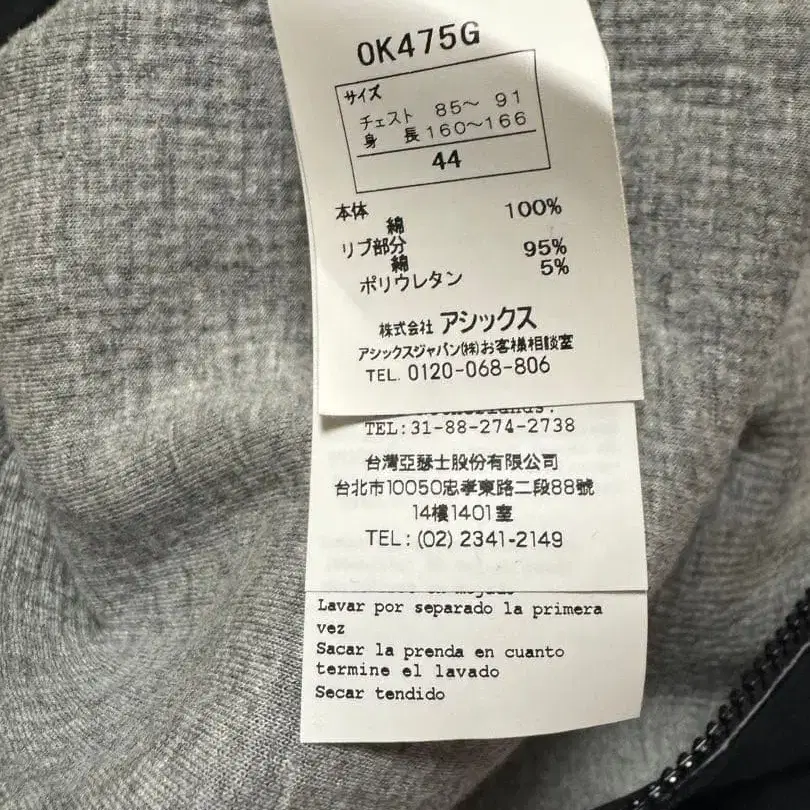 OK475G
サイズ
チェスト 85～ 91
身 長160～166
44
本体
綿 100%
リブ部分
綿 95%
ポリウレタン 5%
株式会社 アシックス
アシックスジャパン(株)お客様相談室
TEL. 0120-068-806
TEL:31-88-274-2738
台灣亞瑟士股份有限公司
台北市10050忠孝東路二段88號
14樓1401室
TEL: (02) 2341-2149
Lavar por separado la primera
vez
Sacar la prenda en cuanto
termine el lavado
Secar tendido